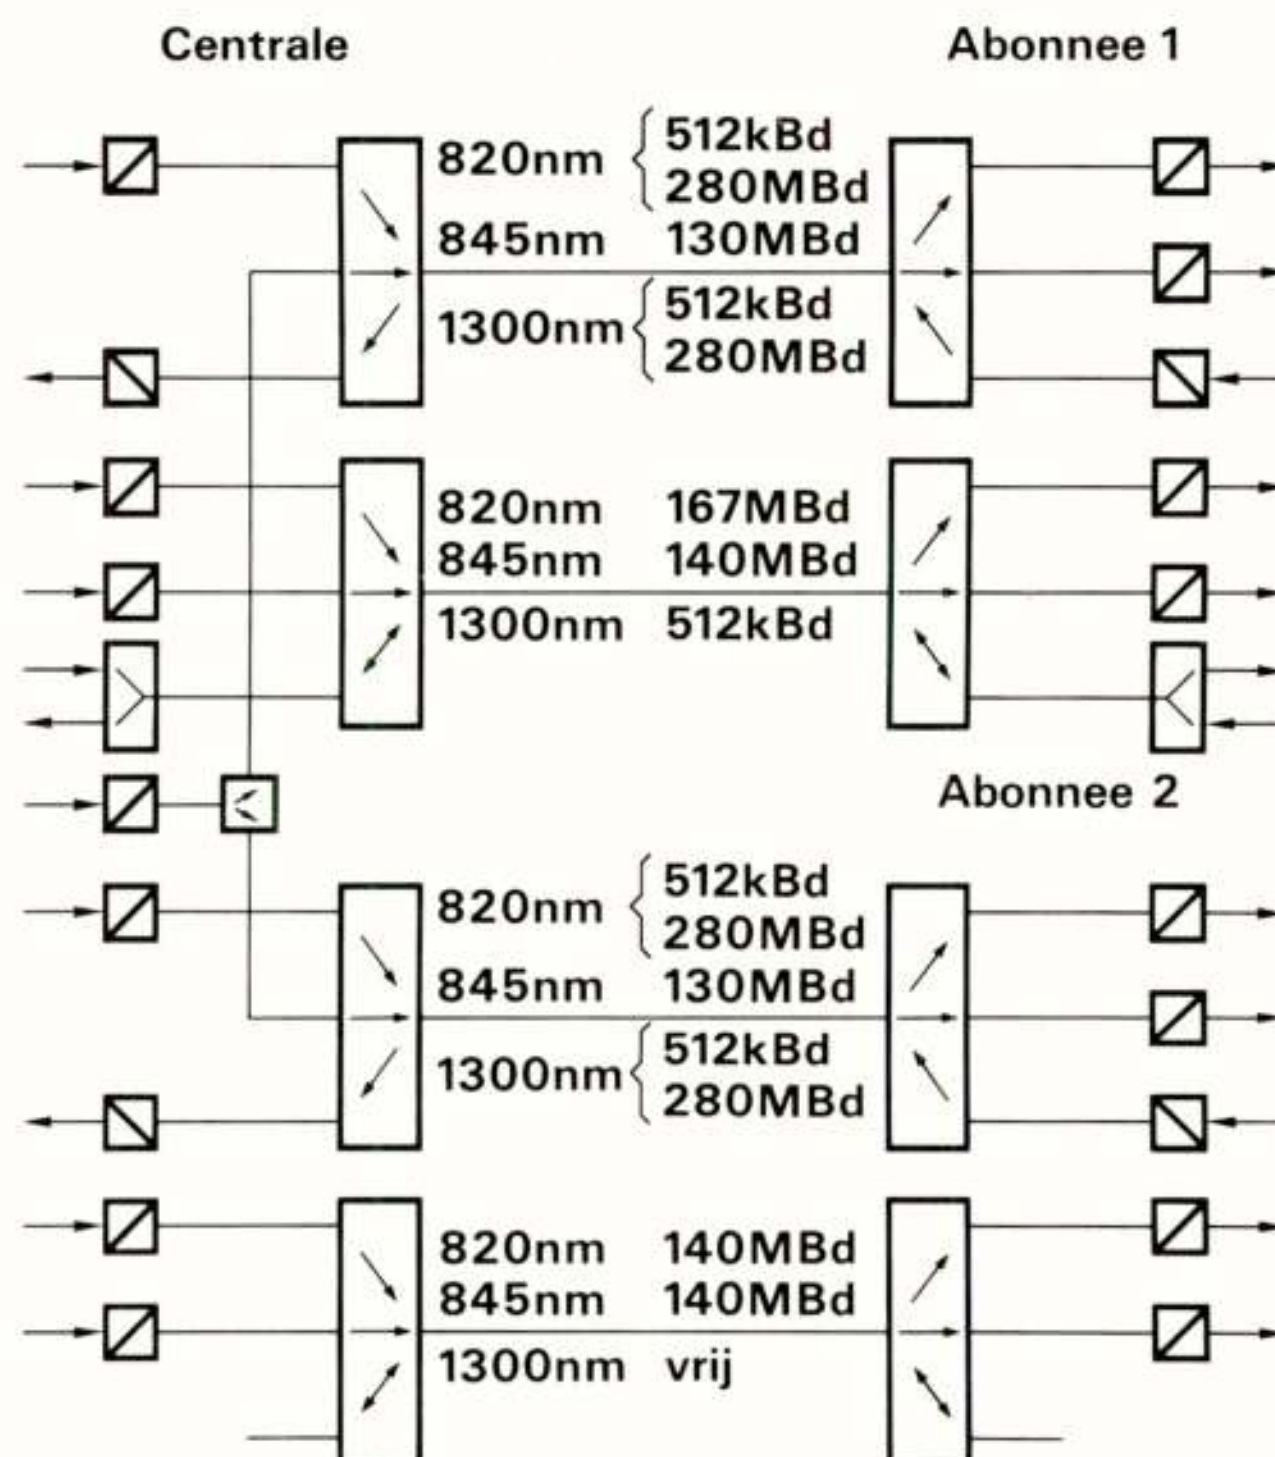 Centrale
Abonnee 1
820nm 512kBd
280MBd
845nm 130MBd
1300nm 512kBd
280MBd
820nm 167MBd
845nm 140MBd
1300nm 512kBd
Abonnee 2
820nm 512kBd
280MBd
845nm 130MBd
1300nm 512kBd
280MBd
820nm 140MBd
845nm 140MBd
1300nm vrij